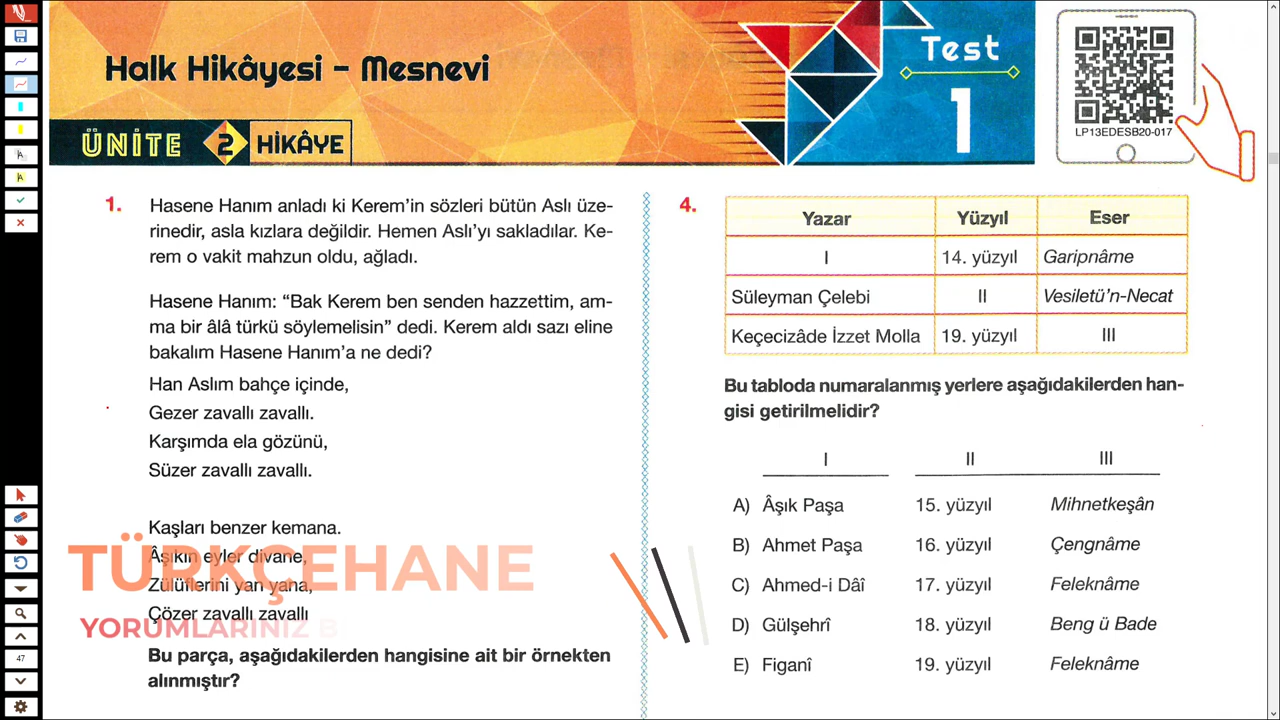 Halk Hikâyesi – Mesnevi
ÜNİTE 2 HİKÂYE
Test
1
LP13EDESB20-017
1. Hasene Hanım anladı ki Kerem'in sözleri bütün Aslı üze-
rinedir, asla kızlara değildir. Hemen Aslı'yı sakladılar. Ke-
rem o vakit mahzun oldu, ağladı.
Hasene Hanım: “Bak Kerem ben senden hazzettim, am-
ma bir âlâ türkü söylemelisin” dedi. Kerem aldı sazı eline
bakalım Hasene Hanım'a ne dedi?
Han Aslım bahçe içinde,
Gezer zavallı zavallı.
Karşımda ela gözünü,
Süzer zavallı zavallı.
Kaşları benzer kemana.
Âşıkın eyler divane,
Zülüflerini yan yana,
Çözer zavallı zavallı
TÜRKÇEHANE
YORUMLARINIZ B
Bu parça, aşağıdakilerden hangisine ait bir örnekten
alınmıştır?
4.
Yazar Yüzyıl Eser
I 14. yüzyıl Garipnâme
Süleyman Çelebi II Vesiletü'n-Necat
Keçecizâde İzzet Molla 19. yüzyıl III
Bu tabloda numaralanmış yerlere aşağıdakilerden han-
gisi getirilmelidir?
I II III
A) Âşık Paşa 15. yüzyıl Mihnetkeşân
B) Ahmet Paşa 16. yüzyıl Çengnâme
C) Ahmed-i Dâî 17. yüzyıl Feleknâme
D) Gülşehrî 18. yüzyıl Beng ü Bade
E) Figanî 19. yüzyıl Feleknâme
47